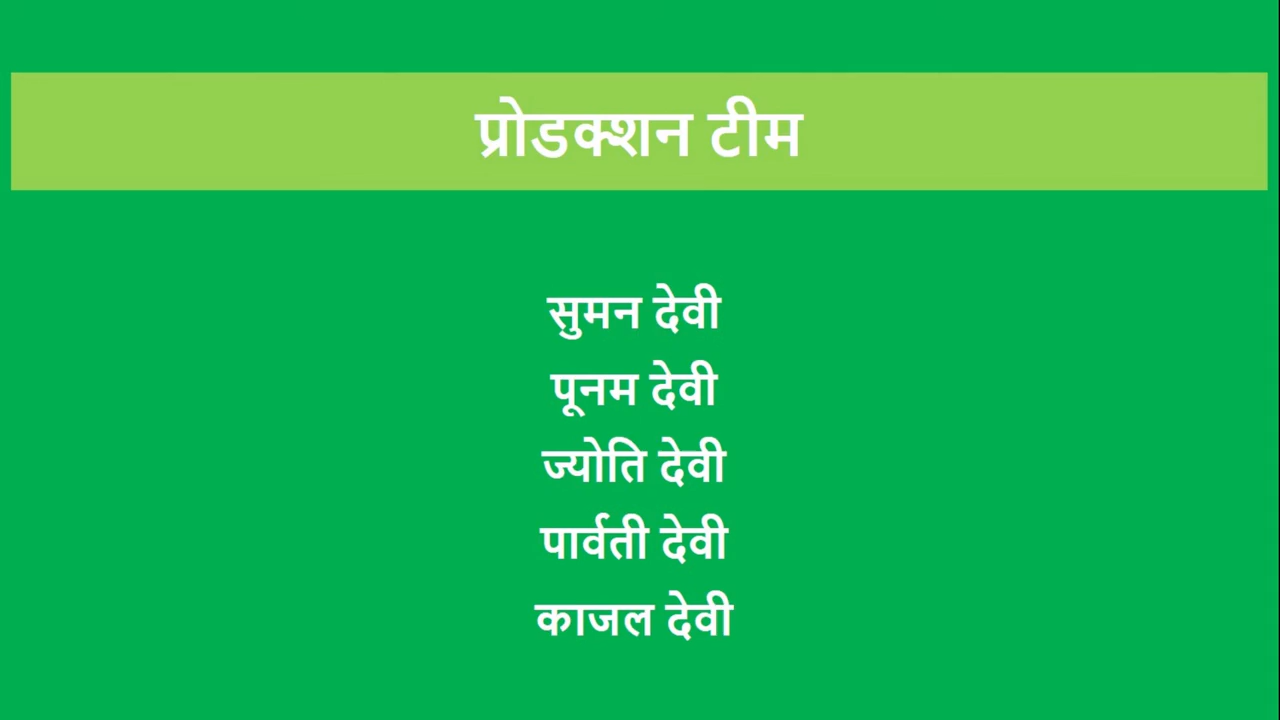 प्रोडक्शन टीम
सुमन देवी
पूनम देवी
ज्योति देवी
पार्वती देवी
काजल देवी